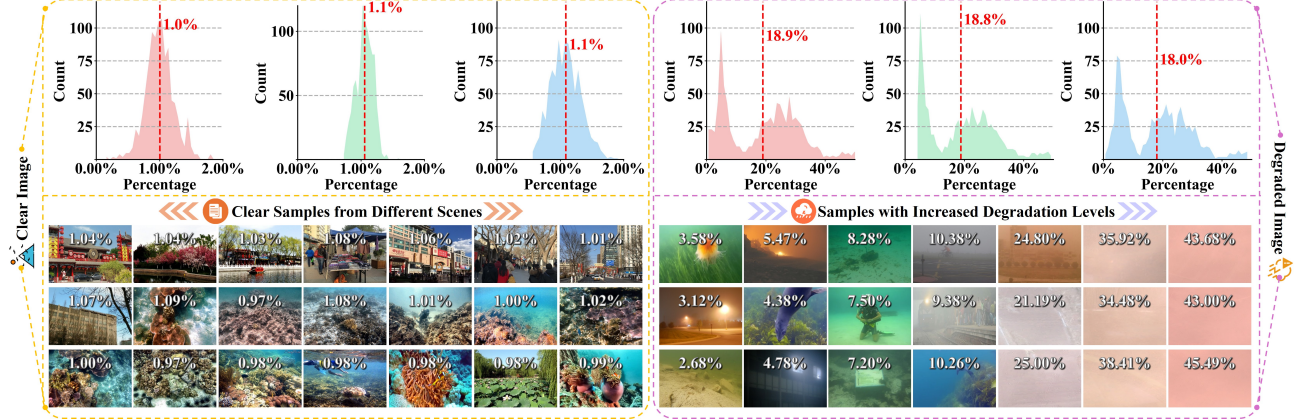 Clear Image
Count
100
75
50
25
1.0%
0.00%
1.00%
2.00%
Percentage
Count
100
50
1.1%
0.00%
1.00%
2.00%
Percentage
Count
100
75
50
25
1.1%
0.00%
1.00%
2.00%
Percentage
Count
100
75
50
25
18.9%
0%
20%
40%
Percentage
Count
100
75
50
25
18.8%
0%
20%
40%
Percentage
Count
100
75
50
25
18.0%
0%
20%
40%
Percentage
Degraded Image
Clear Samples from Different Scenes
1.04% 1.04% 1.03% 1.08% 1.06% 1.02% 1.01%
1.07% 1.09% 0.97% 1.08% 1.01% 1.00% 1.02%
1.00% 0.97% 0.98% 0.98% 0.98% 0.98% 0.99%
Samples with Increased Degradation Levels
3.58% 5.47% 8.28% 10.38% 24.80% 35.92% 43.68%
3.12% 4.38% 7.50% 9.38% 21.19% 34.48% 43.00%
2.68% 4.78% 7.20% 10.26% 25.00% 38.41% 45.49%